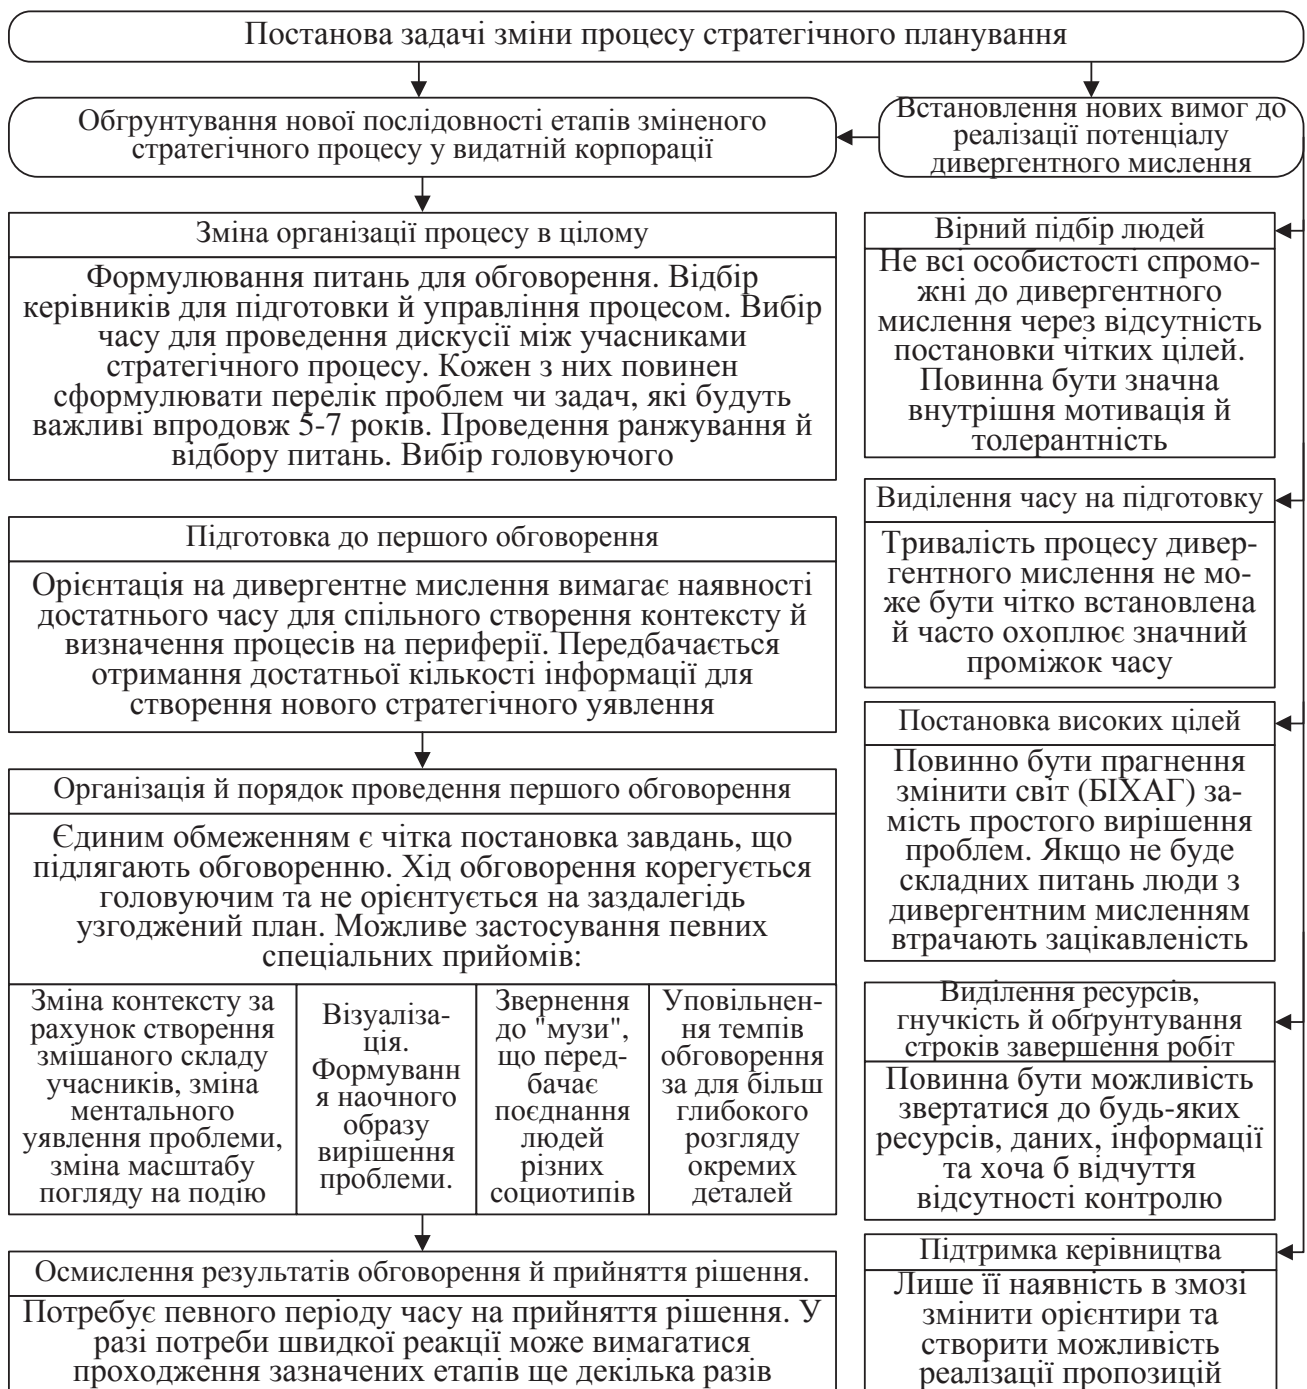 Постанова задачі зміни процесу стратегічного планування
Обгрунтування нової послідовності етапів зміненого
стратегічного процесу у видатній корпорації
Встановлення нових вимог до
реалізації потенціалу
дивергентного мислення
Зміна організації процесу в цілому
Формулювання питань для обговорення. Відбір
керівників для підготовки й управління процесом. Вибір
часу для проведення дискусії між учасниками
стратегічного процесу. Кожен з них повинен
сформулювати перелік проблем чи задач, які будуть
важливі впродовж 5-7 років. Проведення ранжування й
відбору питань. Вибір головуючого
Підготовка до першого обговорення
Орієнтація на дивергентне мислення вимагає наявності
достатнього часу для спільного створення контексту й
визначення процесів на периферії. Передбачається
отримання достатньої кількості інформації для
створення нового стратегічного уявлення
Організація й порядок проведення першого обговорення
Єдиним обмеженням є чітка постановка завдань, що
підлягають обговоренню. Хід обговорення корегується
головуючим та не орієнтується на заздалегідь
узгоджений план. Можливе застосування певних
спеціальних прийомів:
Зміна контексту за
рахунок створення
змішаного складу
учасників, зміна
ментального
уявлення проблеми,
зміна масштабу
погляду на подію
Візуаліза-
ція.
Формуванн
я наочного
образу
вирішення
проблеми.
Звернення
до "музи",
що перед-
бачає
поєднання
людей
різних
социотипів
Уповільнен-
ня темпів
обговорення
за для більш
глибокого
розгляду
окремих
деталей
Осмислення результатів обговорення й прийняття рішення.
Потребує певного періоду часу на прийняття рішення. У
разі потреби швидкої реакції може вимагатися
проходження зазначених етапів ще декілька разів
Вірний підбір людей
Не всі особистості спромо-
жні до дивергентного
мислення через відсутність
постановки чітких цілей.
Повинна бути значна
внутрішня мотивація й
толерантність
Виділення часу на підготовку
Тривалість процесу дивер-
гентного мислення не мо-
же бути чітко встановлена
й часто охоплює значний
проміжок часу
Постановка високих цілей
Повинно бути прагнення
змінити світ (БІХАГ) за-
мість простого вирішення
проблем. Якщо не буде
складних питань люди з
дивергентним мисленням
втрачають зацікавленість
Виділення ресурсів,
гнучкість й обґрунтування
строків завершення робіт
Повинна бути можливість
звертатися до будь-яких
ресурсів, даних, інформації
та хоча б відчуття
відсутності контролю
Підтримка керівництва
Лише її наявність в змозі
змінити орієнтири та
створити можливість
реалізації пропозицій